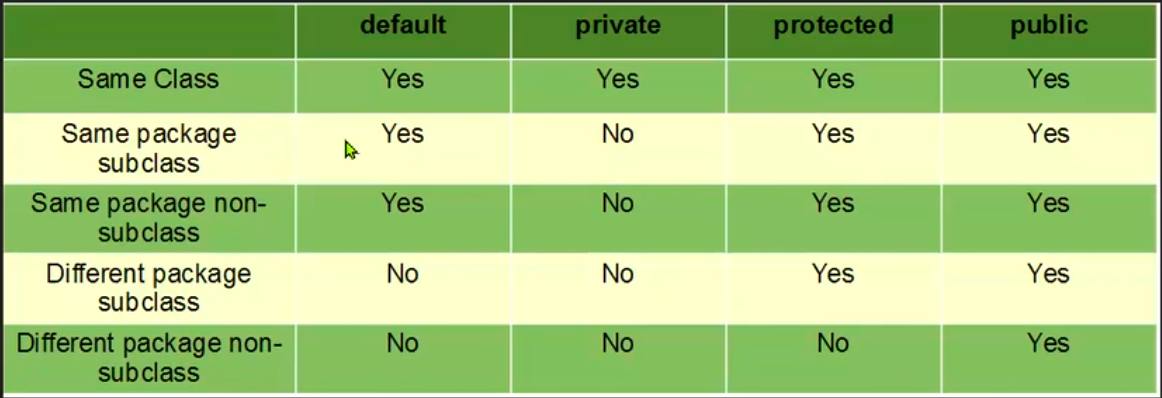 default private protected public
Same Class Yes Yes Yes Yes
Same package Yes No Yes Yes
subclass
Same package non- Yes No Yes Yes
subclass
Different package No No Yes Yes
subclass
Different package non- No No No Yes
subclass